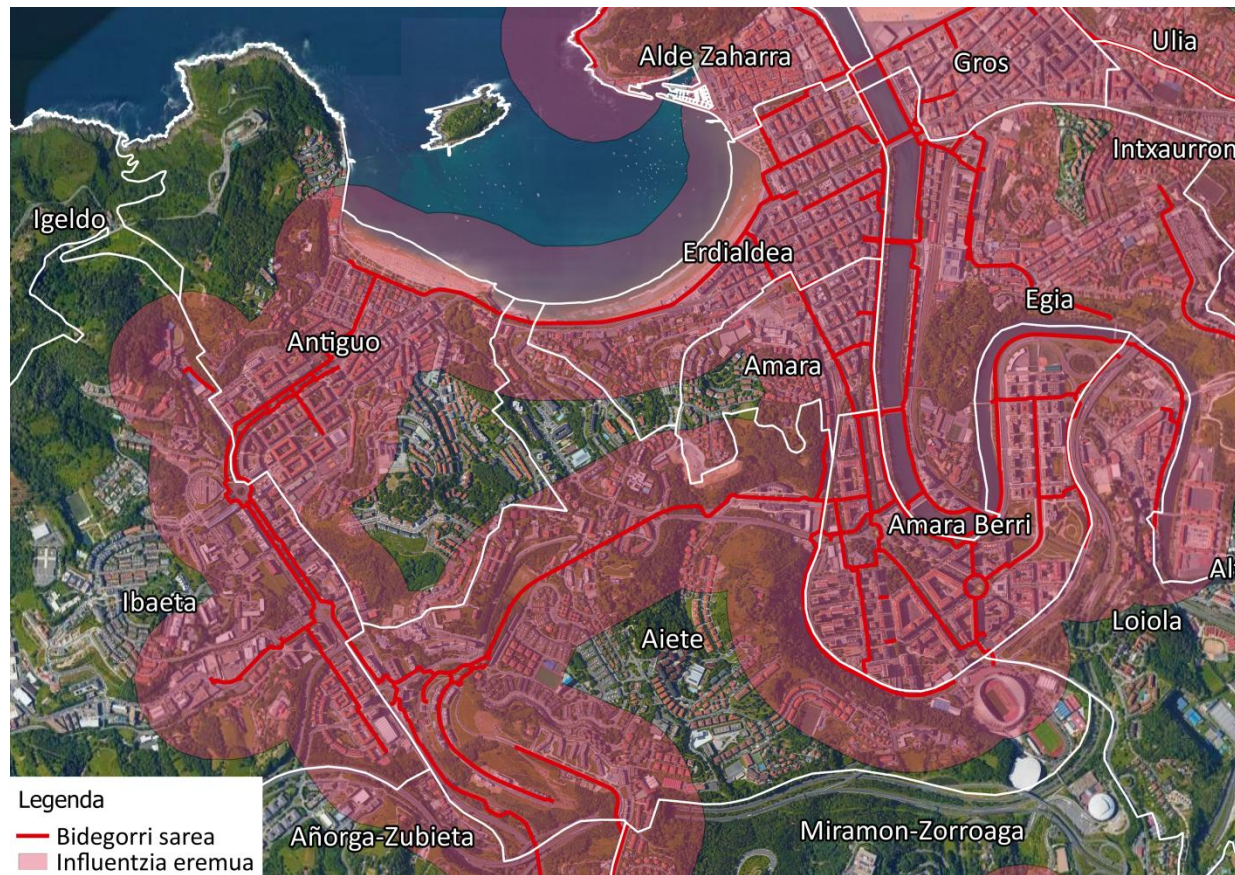 Alde Zaharra
Gros
Ulia
Intxaurron
Igeldo
Erdialdea
Egia
Antiguo
Amara
Amara Berri
Ibaeta
Al
Loiola
Aiete
Legenda
Bidegorri sarea
Influentzia eremua
Añorga-Zubieta
Miramon-Zorroaga